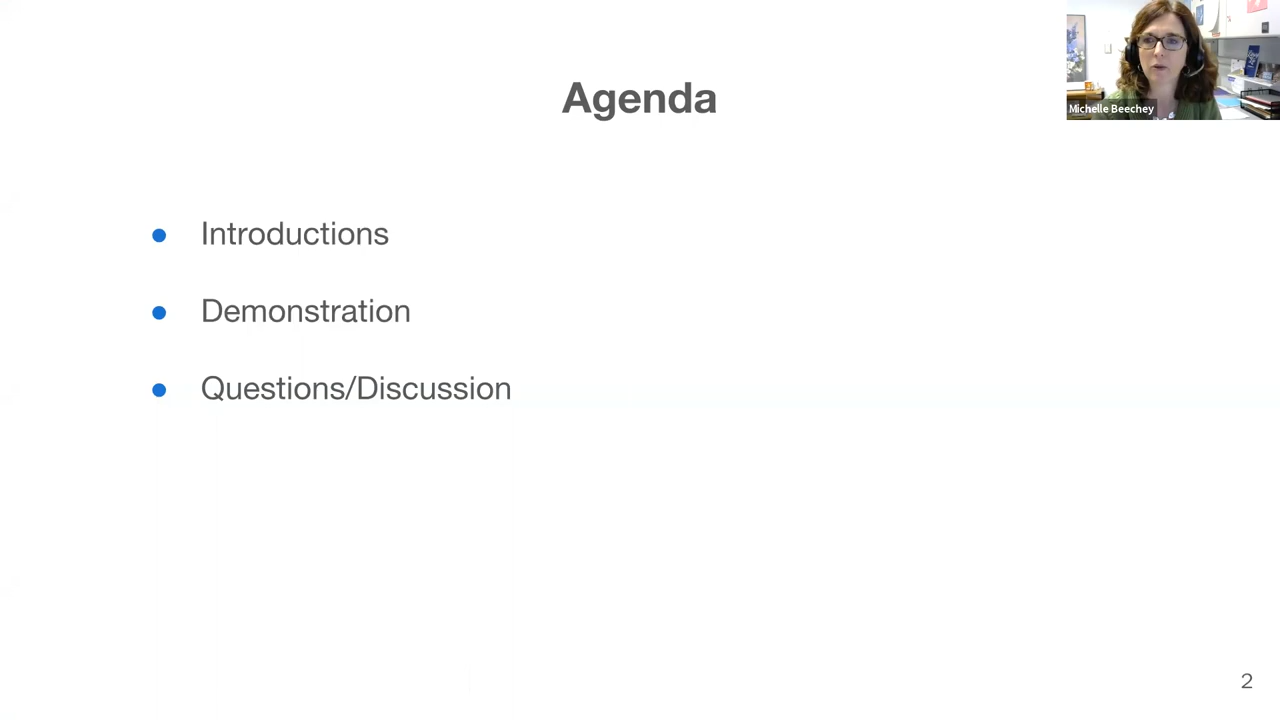 Agenda
Michelle Beechey
● Introductions
● Demonstration
● Questions/Discussion
2